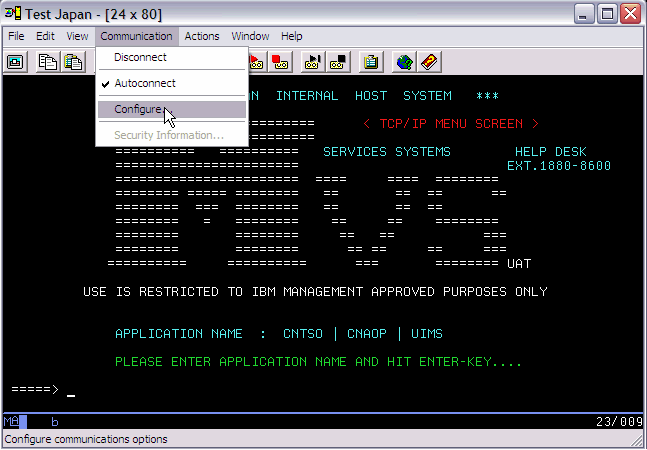 Test Japan - [24 x 80]
File Edit View Communication Actions Window Help
Disconnect
Autoconnect
Configure...
Security Information...
INTERNAL HOST SYSTEM ***
< TCP/IP MENU SCREEN >
SERVICES SYSTEMS HELP DESK
EXT.1880-8600
UAT
USE IS RESTRICTED TO IBM MANAGEMENT APPROVED PURPOSES ONLY
APPLICATION NAME : CNTSO | CNAOP | UIMS
PLEASE ENTER APPLICATION NAME AND HIT ENTER-KEY....
=====> _
MA b 23/009
Configure communications options